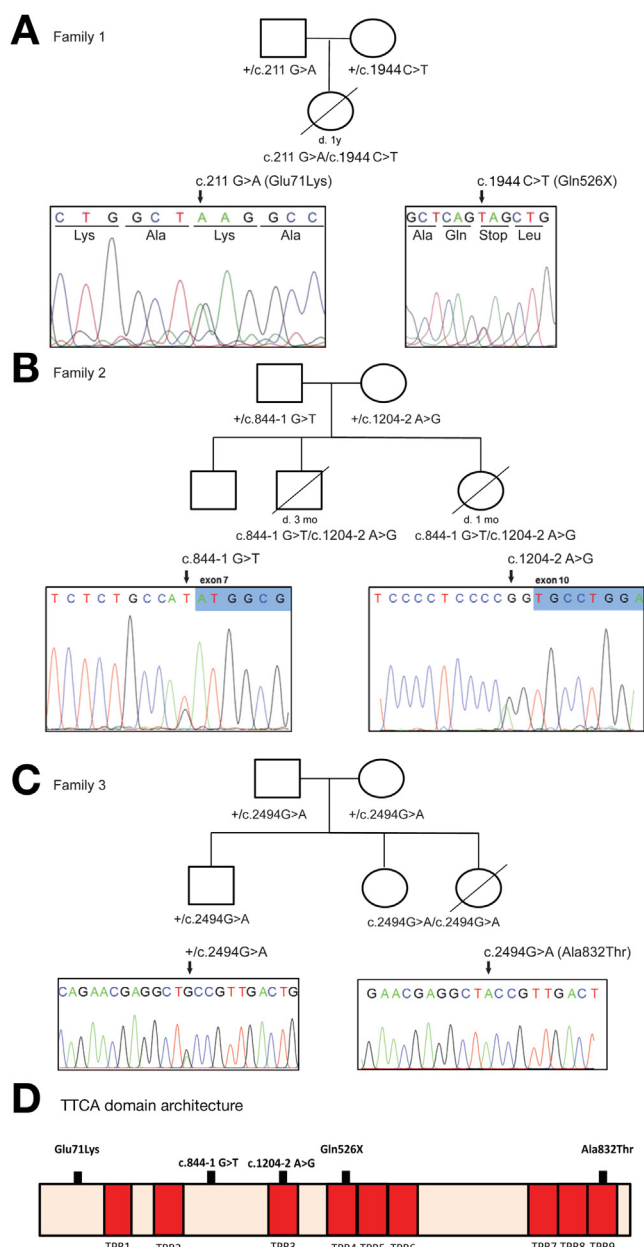 A Family 1
+/c.211 G>A +/c.1944 C>T
d. 1y
c.211 G>A/c.1944 C>T
c.211 G>A (Glu71Lys) c.1944 C>T (Gln526X)
C T G G C T A A G G C C GCTCAGTAGCTG
Lys Ala Lys Ala Ala Gln Stop Leu
B Family 2
+/c.844-1 G>T +/c.1204-2 A>G
d. 3 mo d. 1 mo
c.844-1 G>T/c.1204-2 A>G c.844-1 G>T/c.1204-2 A>G
c.844-1 G>T c.1204-2 A>G
exon 7 exon 10
T C T C T G C C A T A T G G C G T C C C C T C C C C G G T G C C T G G A
C Family 3
+/c.2494G>A +/c.2494G>A
+/c.2494G>A c.2494G>A/c.2494G>A
+/c.2494G>A c.2494G>A (Ala832Thr)
CAGAACGAGGCTGCCGTTGACTG GAACGAGGCTACCGTTGACT
D TTCA domain architecture
Glu71Lys c.844-1 G>T c.1204-2 A>G Gln526X Ala832Thr
TPR1 TPR2 TPR3 TPR4 TPR5 TPR6 TPR7 TPR8 TPR9